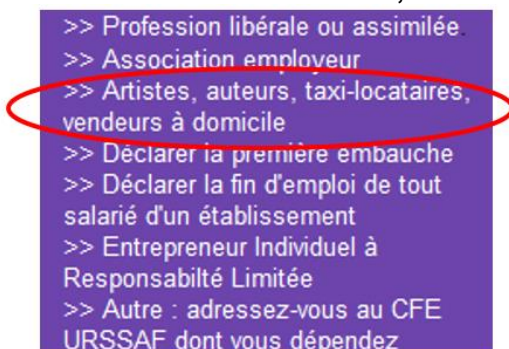 >> Profession libérale ou assimilée.
>> Association employeur
>> Artistes, auteurs, taxi-locataires,
vendeurs à domicile
>> Déclarer la première embauche
>> Déclarer la fin d'emploi de tout
salarié d'un établissement
>> Entrepreneur Individuel à
Responsabilté Limitée
>> Autre : adressez-vous au CFE
URSSAF dont vous dépendez